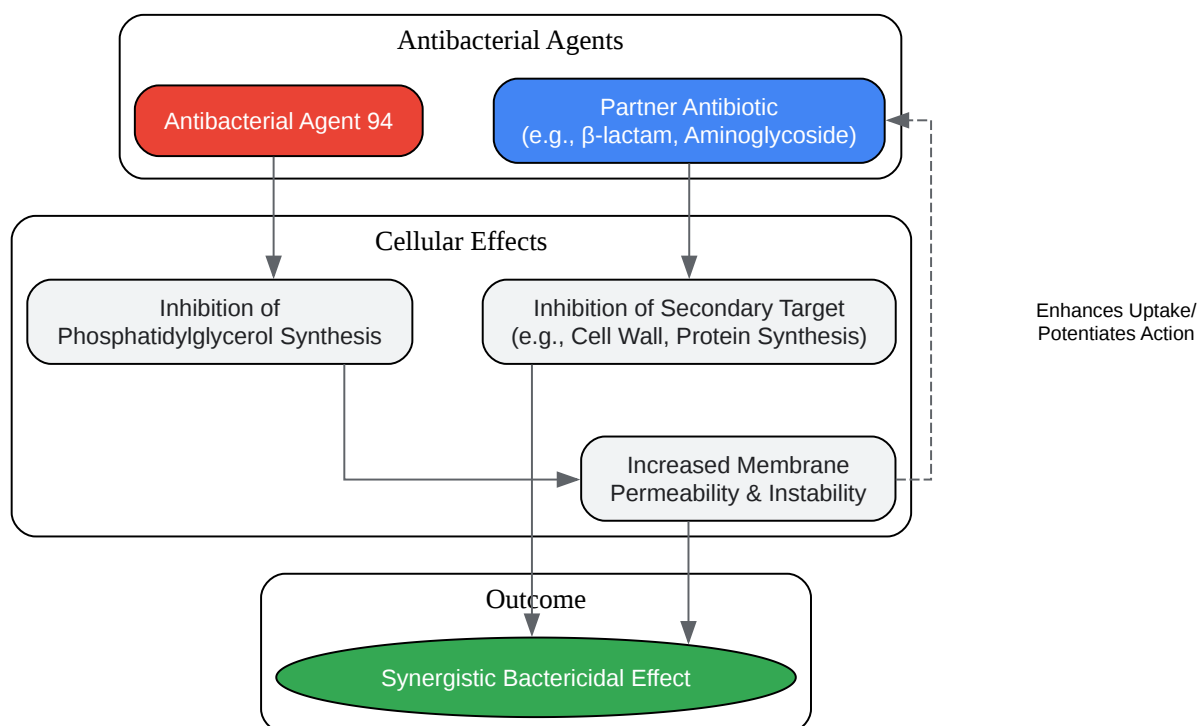 Antibacterial Agents
Antibacterial Agent 94
Partner Antibiotic
(e.g., β-lactam, Aminoglycoside)
Cellular Effects
Inhibition of
Phosphatidylglycerol Synthesis
Inhibition of Secondary Target
(e.g., Cell Wall, Protein Synthesis)
Enhances Uptake/
Potentiates Action
Increased Membrane
Permeability & Instability
Outcome
Synergistic Bactericidal Effect